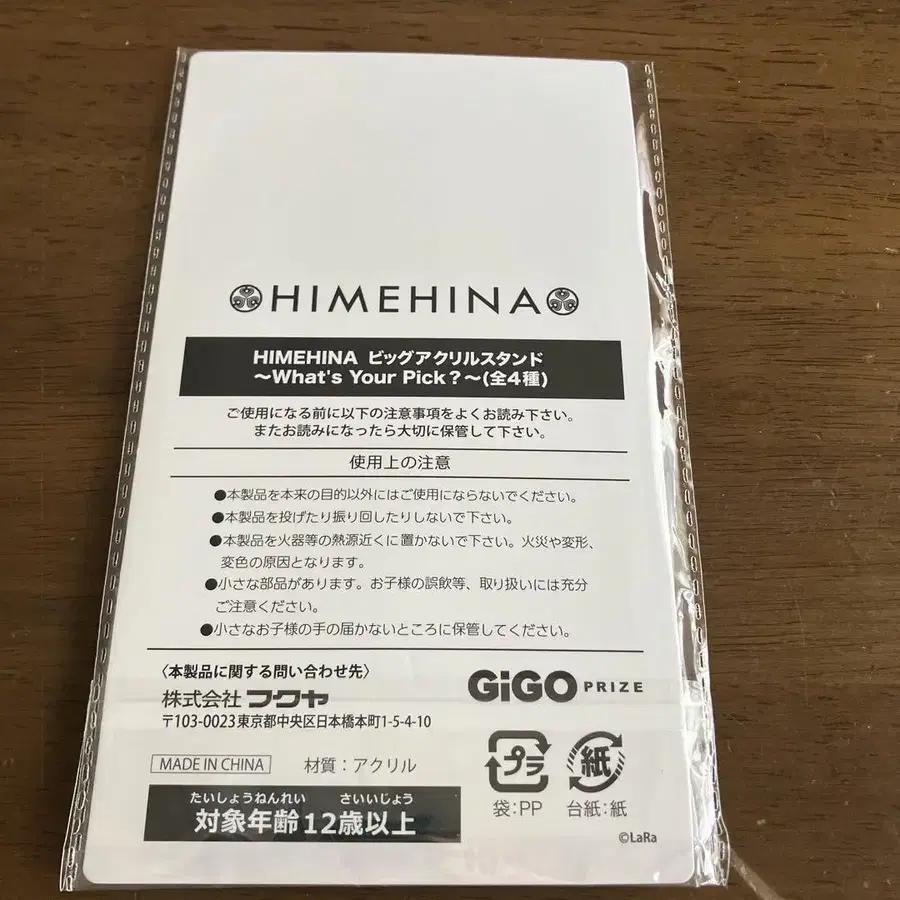 HIMEHINA
HIMEHINA ビッグアクリルスタンド
～What's Your Pick？～(全4種)
ご使用になる前に以下の注意事項をよくお読み下さい。
またお読みになったら大切に保管して下さい。
使用上の注意
●本製品を本来の目的以外にはご使用にならないでください。
●本製品を投げたり振り回したりしないで下さい。
●本製品を火器等の熱源近くに置かないで下さい。火災や変形、
変色の原因となります。
●小さな部品があります。お子様の誤飲等、取り扱いには充分
ご注意ください。
●小さなお子様の手の届かないところに保管してください。
〈本製品に関する問い合わせ先〉
株式会社 フクヤ
〒103-0023東京都中央区日本橋本町1-5-4-10
GiGO PRIZE
MADE IN CHINA 材質：アクリル
プラ 紙
袋：PP 台紙：紙
たいしょうねんれい さいいじょう
対象年齢12歳以上
©LaRa